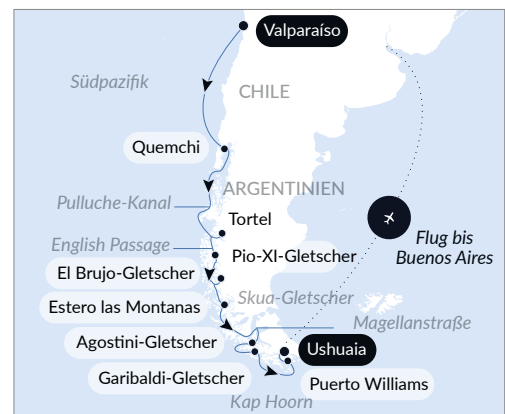 Valparaíso
Südpazifik
CHILE
Quemchi
ARGENTINIEN
Pulluche-Kanal
Tortel
English Passage
Pio-XI-Gletscher
Flug bis
Buenos Aires
El Brujo-Gletscher
Skua-Gletscher
Estero las Montanas
Magellanstraße
Agostini-Gletscher
Ushuaia
Garibaldi-Gletscher
Puerto Williams
Kap Hoorn